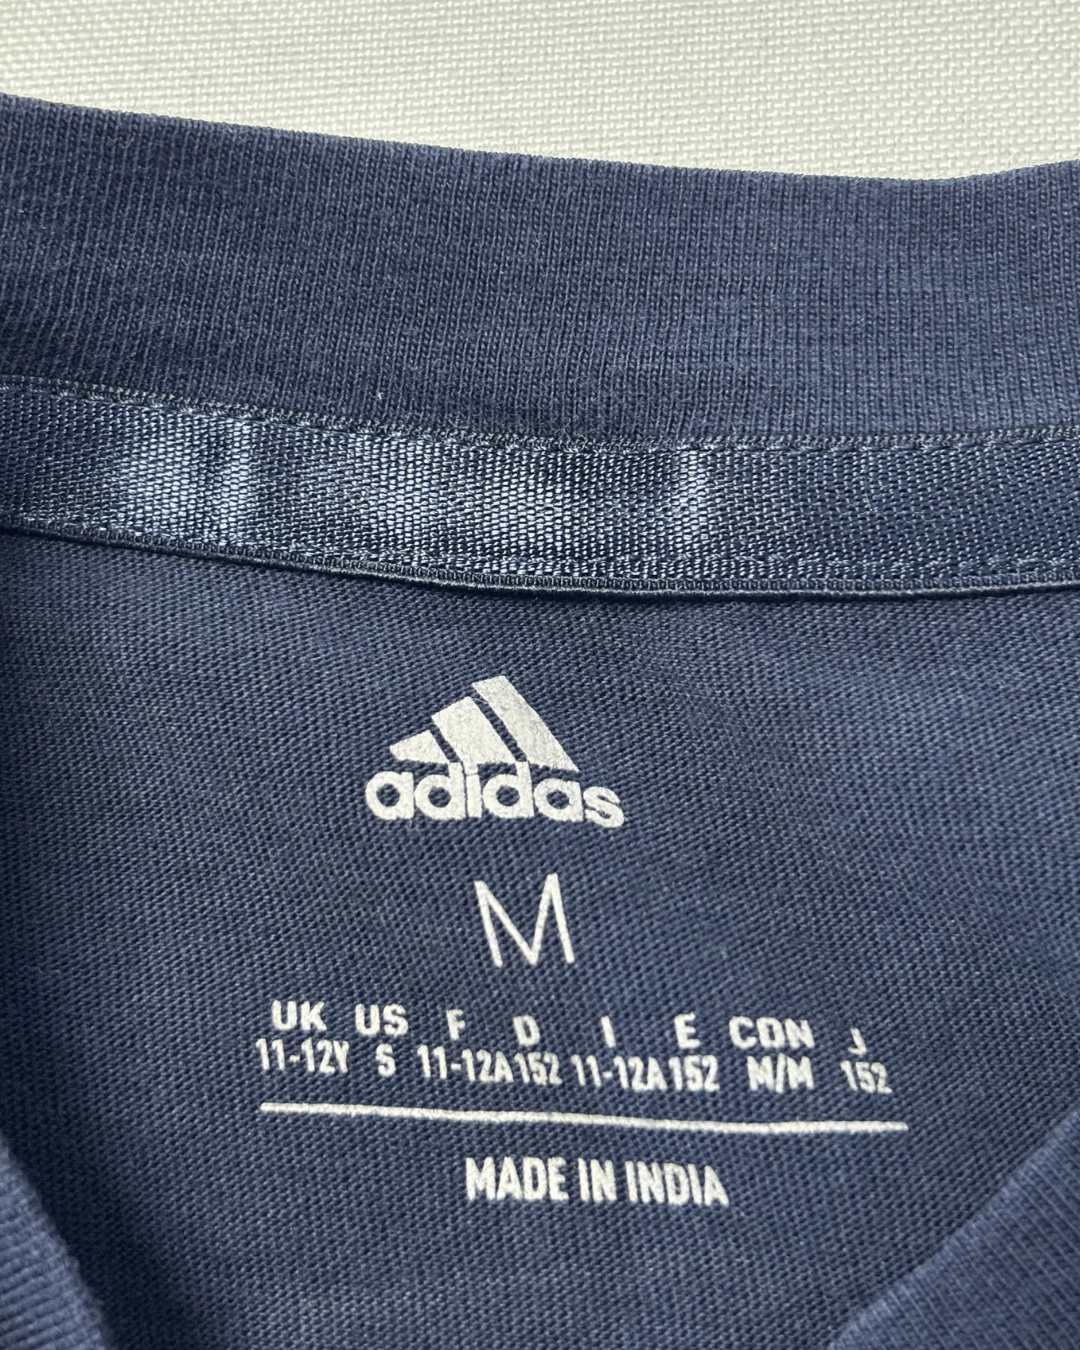 adidas
M
UK US F D I E CDN J
11-12Y S 11-12A 152 11-12A 152 M/M 152
MADE IN INDIA